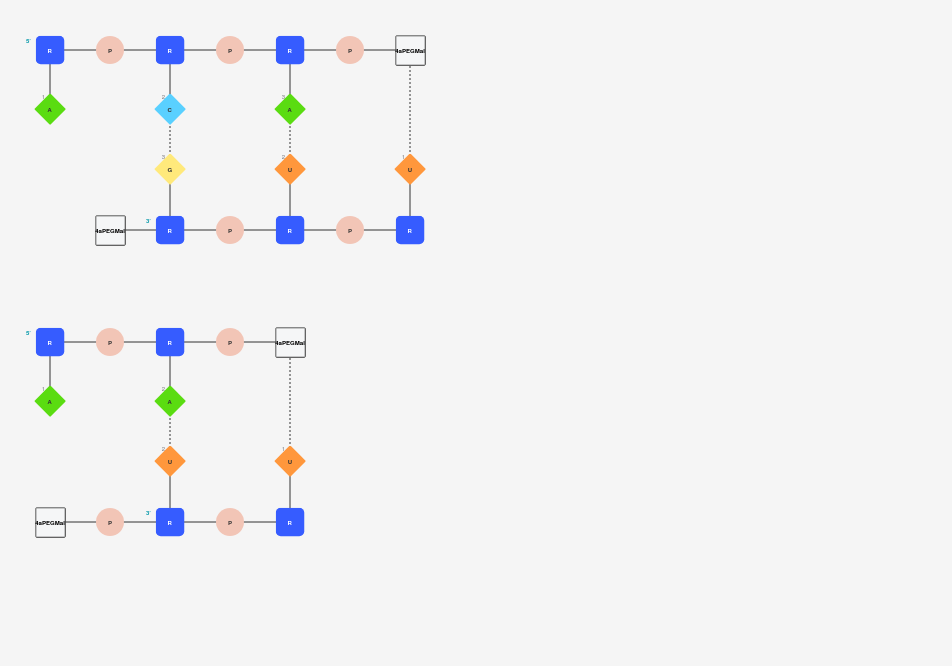 5' R P R P R P 4aPEGMal
1 A 2 C 3 A
3 G 2 U 1 U
4aPEGMal 3' R P R P R
5' R P R P 4aPEGMal
1 A 2 A
2 U 1 U
4aPEGMal P 3' R P R